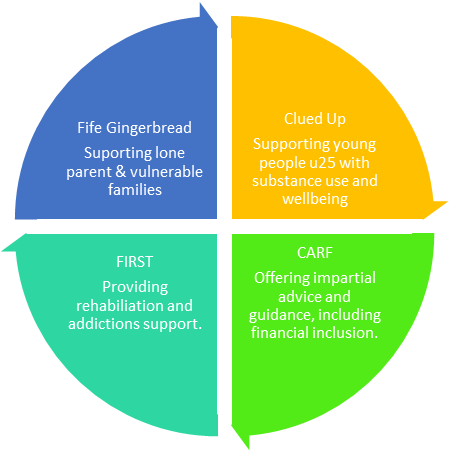 Fife Gingerbread
Suporting lone
parent & vulnerable
families
Clued Up
Supporting young
people u25 with
substance use and
wellbeing
FIRST
Providing
rehabiliation and
addictions support.
CARF
Offering impartial
advice and
guidance, including
financial inclusion.